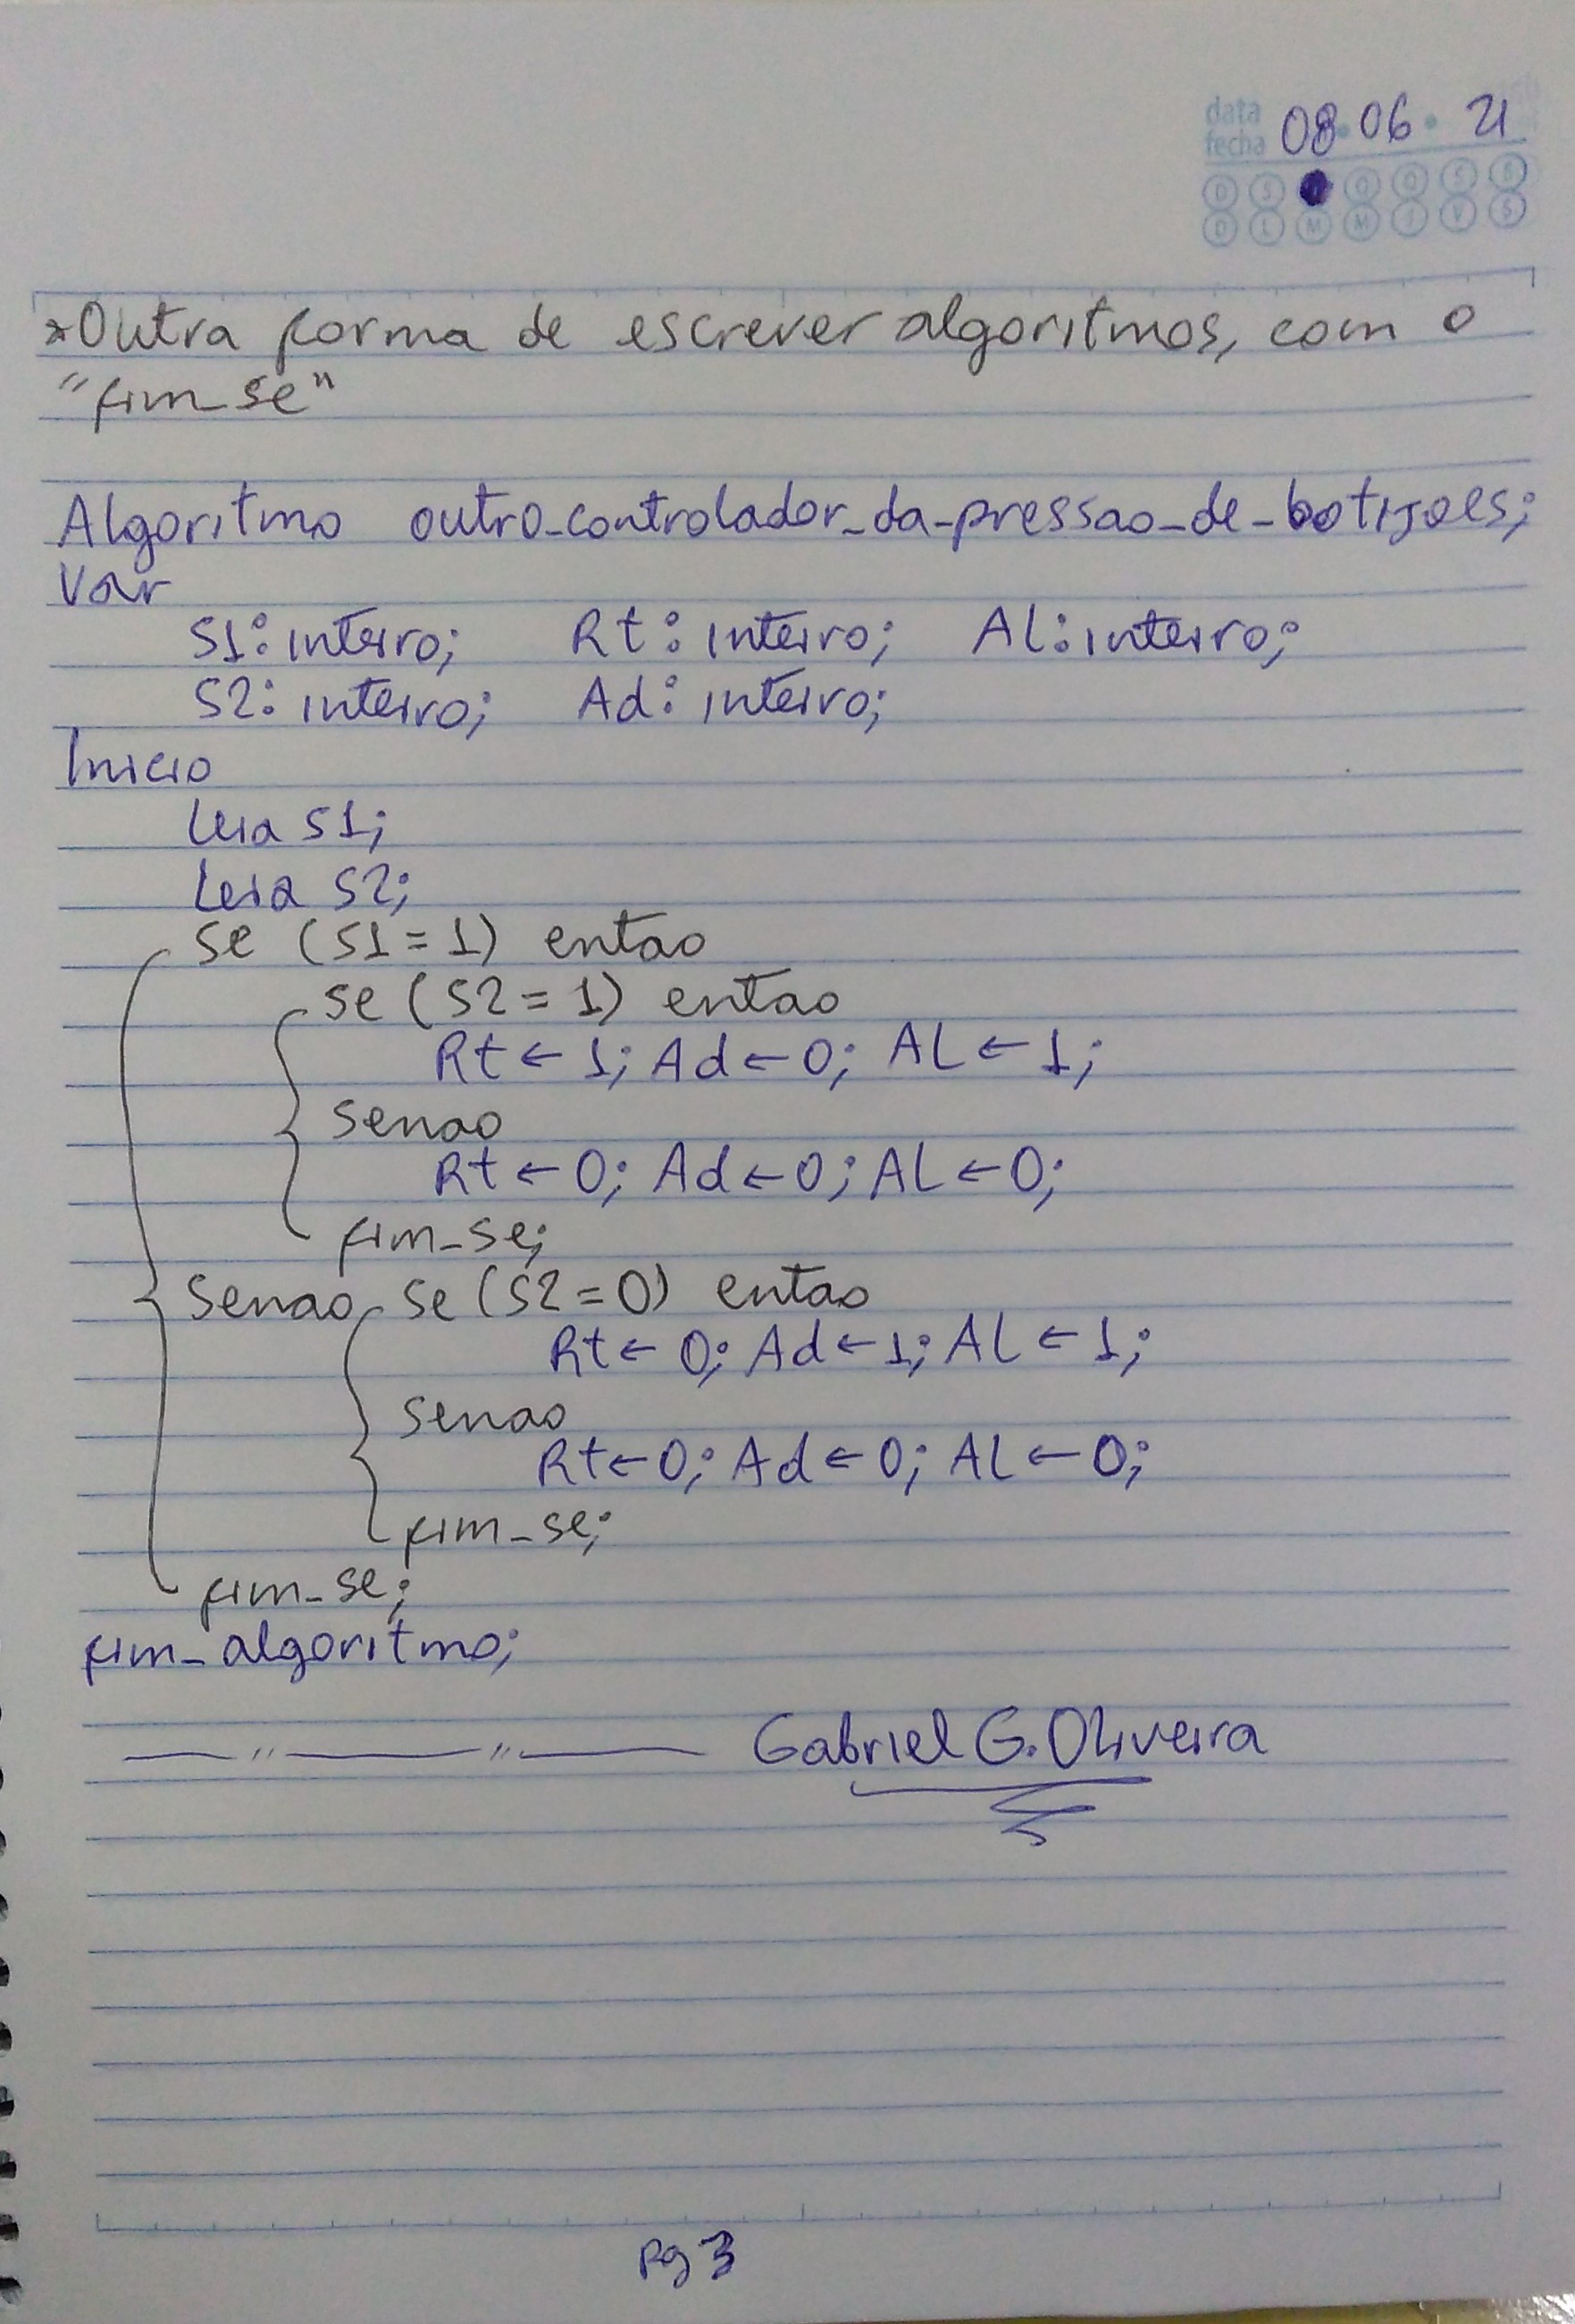 data
fecha 08 06 21
D S Q Q S S
D L M M J V S
*Outra forma de escrever algoritmos, com o
"fim_se"
Algoritmo outro_controlador_da_pressao_de_botijoes;
Var
S1: inteiro; Rt: inteiro; AL: inteiro;
S2: inteiro; Ad: inteiro;
Inicio
Leia S1;
Leia S2;
se (S1 = 1) entao
se (S2 = 1) entao
Rt ← 1; Ad ← 0; AL ← 1;
senao
Rt ← 0; Ad ← 0; AL ← 0;
fim_se;
senao se (S2 = 0) entao
Rt ← 0; Ad ← 1; AL ← 1;
senao
Rt ← 0; Ad ← 0; AL ← 0;
fim_se;
fim_se;
fim_algoritmo;
—〃—〃— Gabriel G. Oliveira
Pg 3